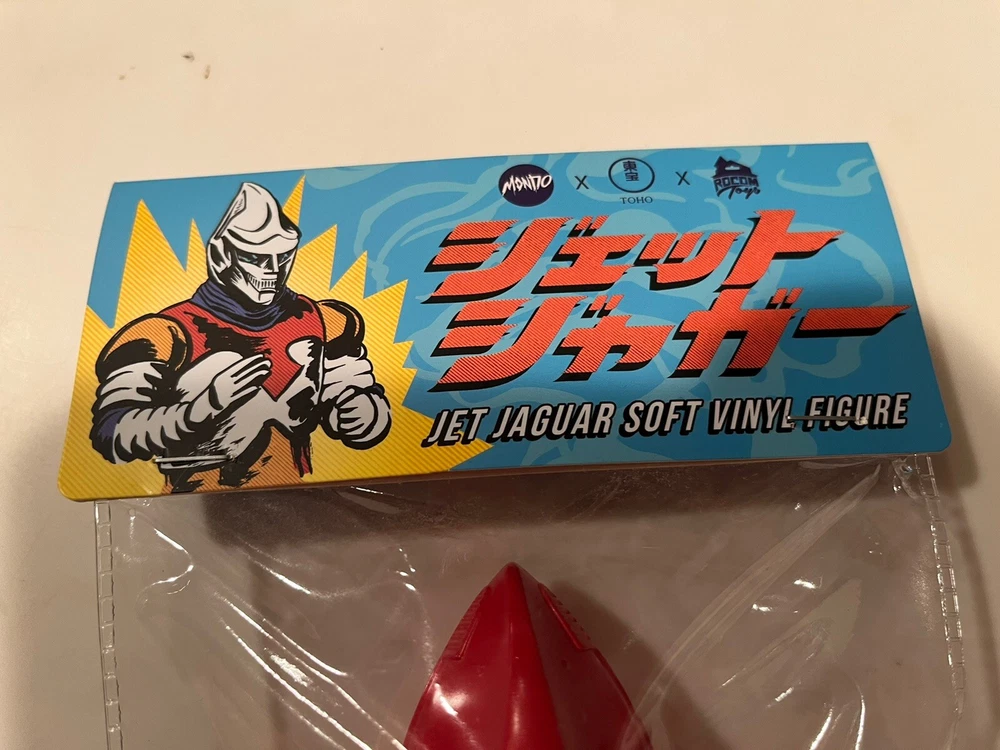 MONDO X 東宝 TOHO X ROCOM Toys
ジェット
ジャガー
JET JAGUAR SOFT VINYL FIGURE